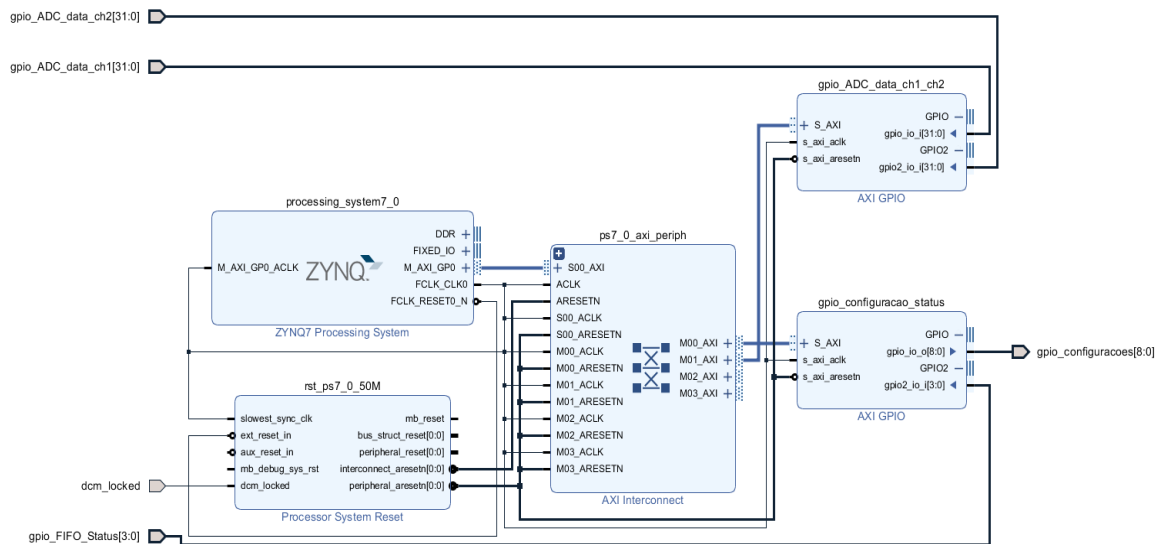 gpio_ADC_data_ch2[31:0]
gpio_ADC_data_ch1[31:0]
gpio_ADC_data_ch1_ch2
GPIO
S_AXI
gpio_io_i[31:0]
s_axi_aclk
GPIO2
s_axi_aresetn
gpio2_io_i[31:0]
AXI GPIO
processing_system7_0
DDR
FIXED_IO
M_AXI_GP0_ACLK
ZYNQ
M_AXI_GP0
FCLK_CLK0
FCLK_RESET0_N
ZYNQ7 Processing System
ps7_0_axi_periph
S00_AXI
ACLK
ARESETN
S00_ACLK
S00_ARESETN
M00_ACLK
M00_ARESETN
M01_ACLK
M01_ARESETN
M02_ACLK
M02_ARESETN
M03_ACLK
M03_ARESETN
M00_AXI
M01_AXI
M02_AXI
M03_AXI
AXI Interconnect
gpio_configuracao_status
GPIO
S_AXI
gpio_io_o[8:0]
s_axi_aclk
GPIO2
s_axi_aresetn
gpio2_io_i[3:0]
AXI GPIO
gpio_configuracoes[8:0]
rst_ps7_0_50M
slowest_sync_clk
mb_reset
ext_reset_in
bus_struct_reset[0:0]
aux_reset_in
peripheral_reset[0:0]
mb_debug_sys_rst
interconnect_aresetn[0:0]
dcm_locked
peripheral_aresetn[0:0]
Processor System Reset
dcm_locked
gpio_FIFO_Status[3:0]